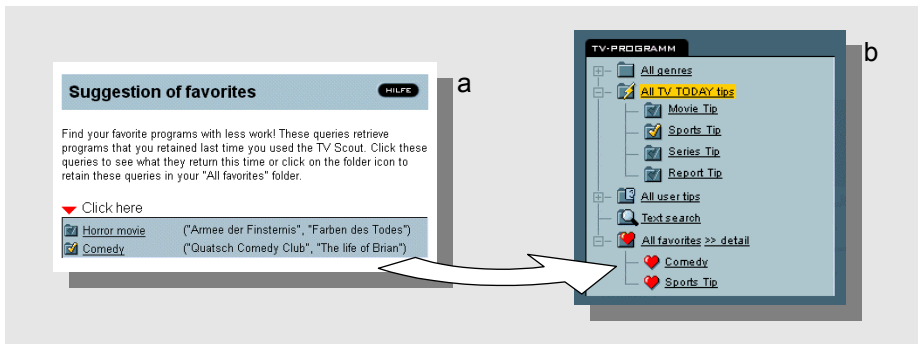 Suggestion of favorites
HILFE
a
Find your favorite programs with less work! These queries retrieve
programs that you retained last time you used the TV Scout. Click these
queries to see what they return this time or click on the folder icon to
retain these queries in your "All favorites" folder.
Click here
Horror movie ("Armee der Finsternis", "Farben des Todes")
Comedy ("Quatsch Comedy Club", "The life of Brian")
TV-PROGRAMM
b
All genres
All TV TODAY tips
Movie Tip
Sports Tip
Series Tip
Report Tip
All user tips
Text search
All favorites >> detail
Comedy
Sports Tip